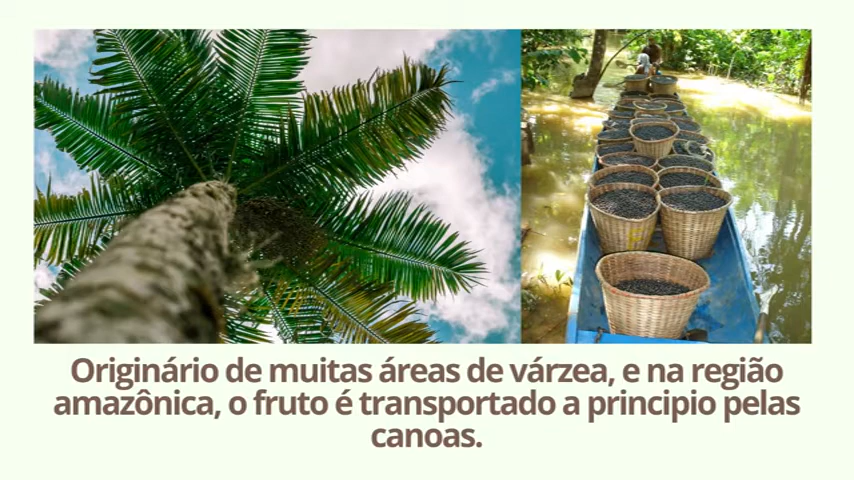 Originário de muitas áreas de várzea, e na região
amazônica, o fruto é transportado a principio pelas
canoas.